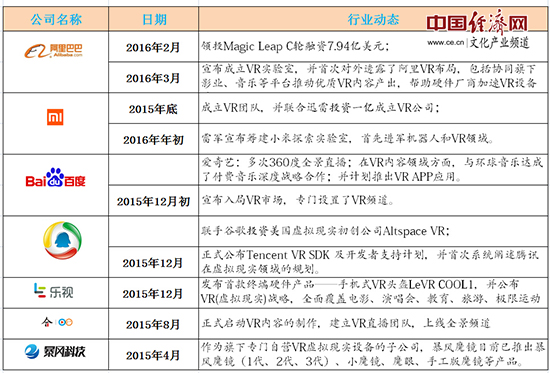 中国经济网
www.ce.cn 文化产业频道
公司名称 日期 行业动态
阿里巴巴
Alibaba.com
2016年2月 领投Magic Leap C轮融资7.94亿美元；
2016年3月 宣布成立VR实验室，并首次对外透露了阿里VR布局，包括协同旗下
影业、音乐等平台推动优质VR内容产出，帮助硬件厂商加速VR设备
mi
2015年底 成立VR团队，并联合迅雷投资一亿成立VR公司；
2016年年初 雷军宣布筹建小米探索实验室，首先进军机器人和VR领域。
Bai du 百度
爱奇艺：多次360度全景直播；在VR内容领域方面，与环球音乐达成
了付费音乐深度战略合作；并计划推出VR APP应用。
2015年12月初 宣布入局VR市场，专门设置了VR频道。
联手谷歌投资美国虚拟现实初创公司Altspace VR；
2015年12月 正式公布Tencent VR SDK 及开发者支持计划，并首次系统阐述腾讯
在虚拟现实领域的规划。
乐视 2015年12月 发布首款终端硬件产品——手机式VR头盔LeVR COOL1，并公布
VR(虚拟现实)战略，全面覆盖电影、演唱会、教育、旅游、极限运动
合 2015年8月 正式启动VR内容的制作，建立VR直播团队，上线全景频道
暴风科技 2015年4月 作为旗下专门自营VR虚拟现实设备的子公司，暴风魔镜目前已推出暴
风魔镜（1代、2代、3代）、小魔镜、魔眼、手工版魔镜等产品。